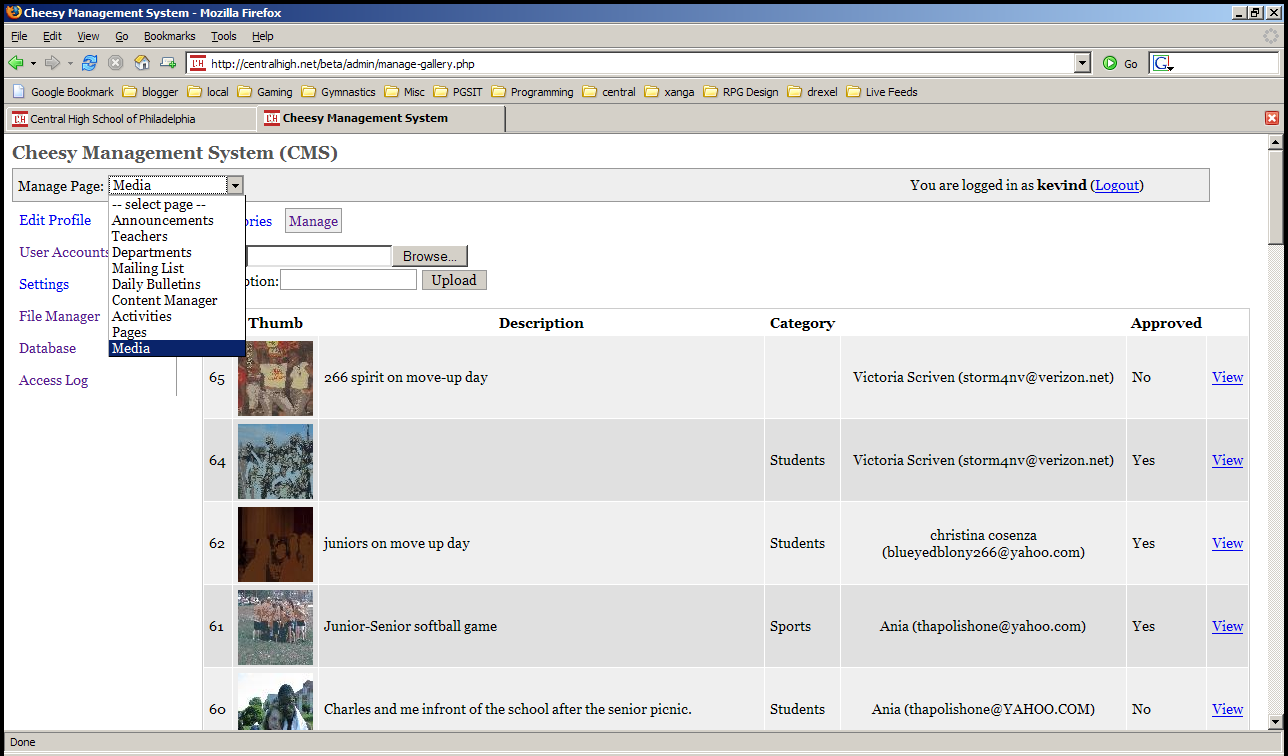 Cheesy Management System - Mozilla Firefox
File Edit View Go Bookmarks Tools Help
http://centralhigh.net/beta/admin/manage-gallery.php Go G
Google Bookmark blogger local Gaming Gymnastics Misc PGSIT Programming central xanga RPG Design drexel Live Feeds
Central High School of Philadelphia Cheesy Management System
Cheesy Management System (CMS)
Manage Page: Media You are logged in as kevind (Logout)
-- select page --
Announcements
Teachers
Departments
Mailing List
Daily Bulletins
Content Manager
Activities
Pages
Media
Edit Profile
User Accounts
Settings
File Manager
Database
Access Log
ories Manage
Browse...
otion: Upload
Thumb Description Category Approved
65 266 spirit on move-up day Victoria Scriven (storm4nv@verizon.net) No View
64 Students Victoria Scriven (storm4nv@verizon.net) Yes View
62 juniors on move up day Students christina cosenza (blueyedblony266@yahoo.com) Yes View
61 Junior-Senior softball game Sports Ania (thapolishone@yahoo.com) Yes View
60 Charles and me infront of the school after the senior picnic. Students Ania (thapolishone@YAHOO.COM) No View
Done